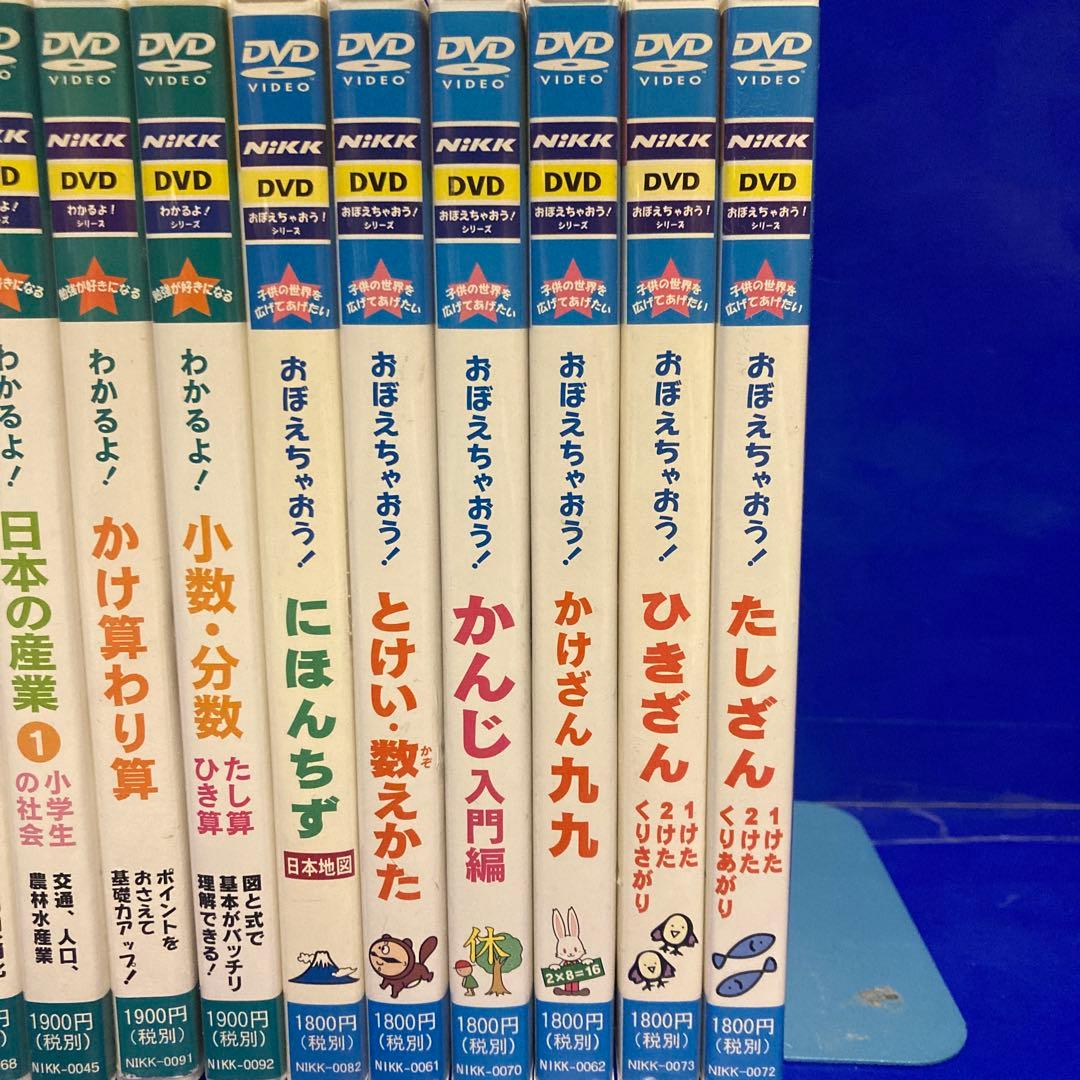 KK
D
よ!
シリーズ
好きになる
わかるよ!
日本の産業
1
小学生
の社会
交通、人口、
農林水産業
1900円
(税別)
NIKK-0045
68
DVD
VIDEO
NiKK
DVD
わかるよ!
シリーズ
勉強が好きになる
わかるよ!
かけ算わり算
ポイントを
おさえて
基礎力アップ!
1900円
(税別)
NIKK-0091
DVD
VIDEO
NiKK
DVD
わかるよ!
シリーズ
勉強が好きになる
わかるよ!
小数・分数
たし算
ひき算
図と式で
基本がバッチリ
理解できる!
1900円
(税別)
NIKK-0092
DVD
VIDEO
NiKK
DVD
おぼえちゃおう!
シリーズ
子供の世界を
広げてあげたい
おぼえちゃおう!
にほんちず
日本地図
1800円
(税別)
NIKK-0082
DVD
VIDEO
NiKK
DVD
おぼえちゃおう!
シリーズ
子供の世界を
広げてあげたい
おぼえちゃおう!
とけい・数えかた
かぞ
1800円
(税別)
NIKK-0061
DVD
VIDEO
NiKK
DVD
おぼえちゃおう!
シリーズ
子供の世界を
広げてあげたい
おぼえちゃおう!
かんじ入門編
休
1800円
(税別)
NIKK-0070
DVD
VIDEO
NiKK
DVD
おぼえちゃおう!
シリーズ
子供の世界を
広げてあげたい
おぼえちゃおう!
かけざん九九
2×8=16
1800円
(税別)
NIKK-0062
DVD
VIDEO
NiKK
DVD
おぼえちゃおう!
シリーズ
子供の世界を
広げてあげたい
おぼえちゃおう!
ひきざん
1けた
2けた
くりさがり
1800円
(税別)
NIKK-0073
DVD
VIDEO
NiKK
DVD
おぼえちゃおう!
シリーズ
子供の世界を
広げてあげたい
おぼえちゃおう!
たしざん
1けた
2けた
くりあがり
1800円
(税別)
NIKK-0072